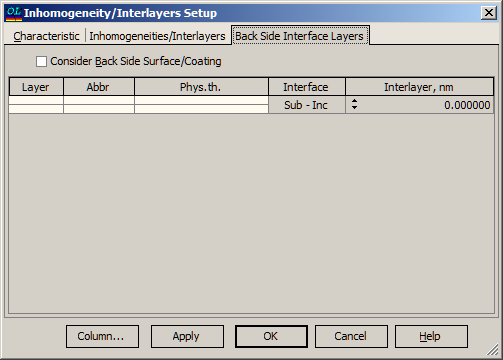 OL Inhomogeneity/Interlayers Setup
Characteristic Inhomogeneities/Interlayers Back Side Interface Layers
Consider Back Side Surface/Coating
Layer Abbr Phys.th. Interface Interlayer, nm
Sub - Inc 0.000000
Column... Apply OK Cancel Help